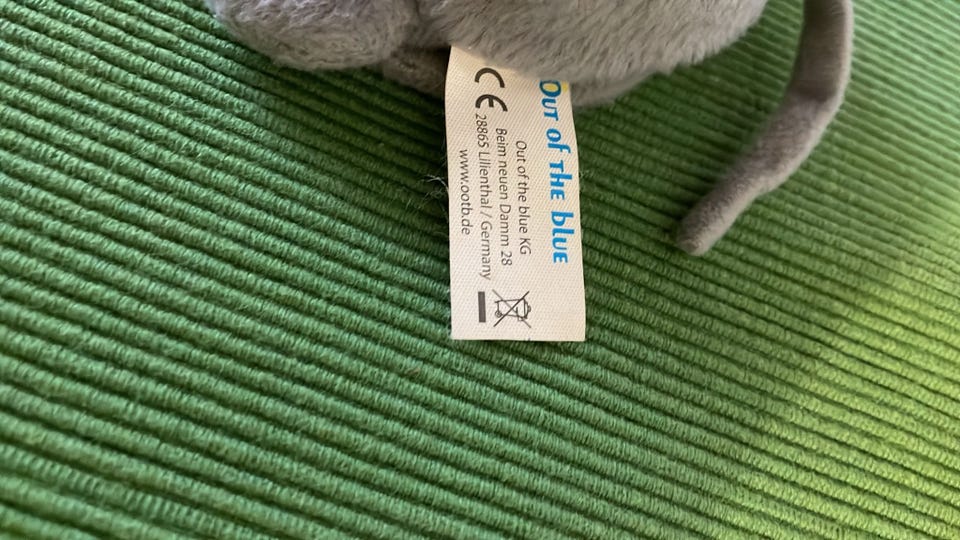 Out of the blue
Out of the blue KG
Beim neuen Damm 28
28865 Lilienthal / Germany
www.ootb.de
CE